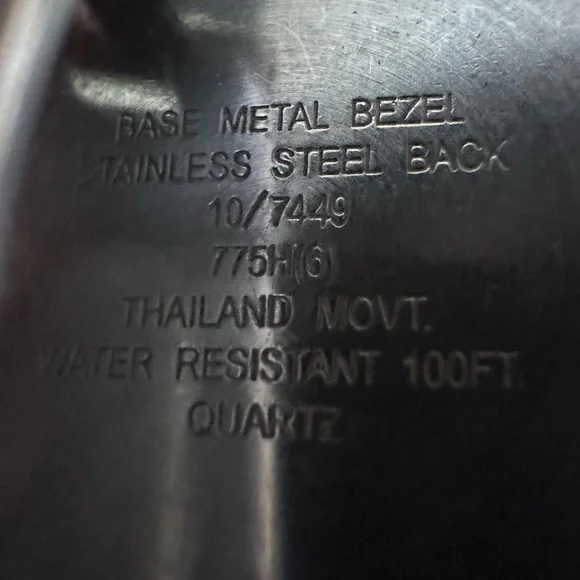 BASE METAL BEZEL
STAINLESS STEEL BACK
10/7449
775H(6)
THAILAND MOVT.
WATER RESISTANT 100FT.
QUARTZ